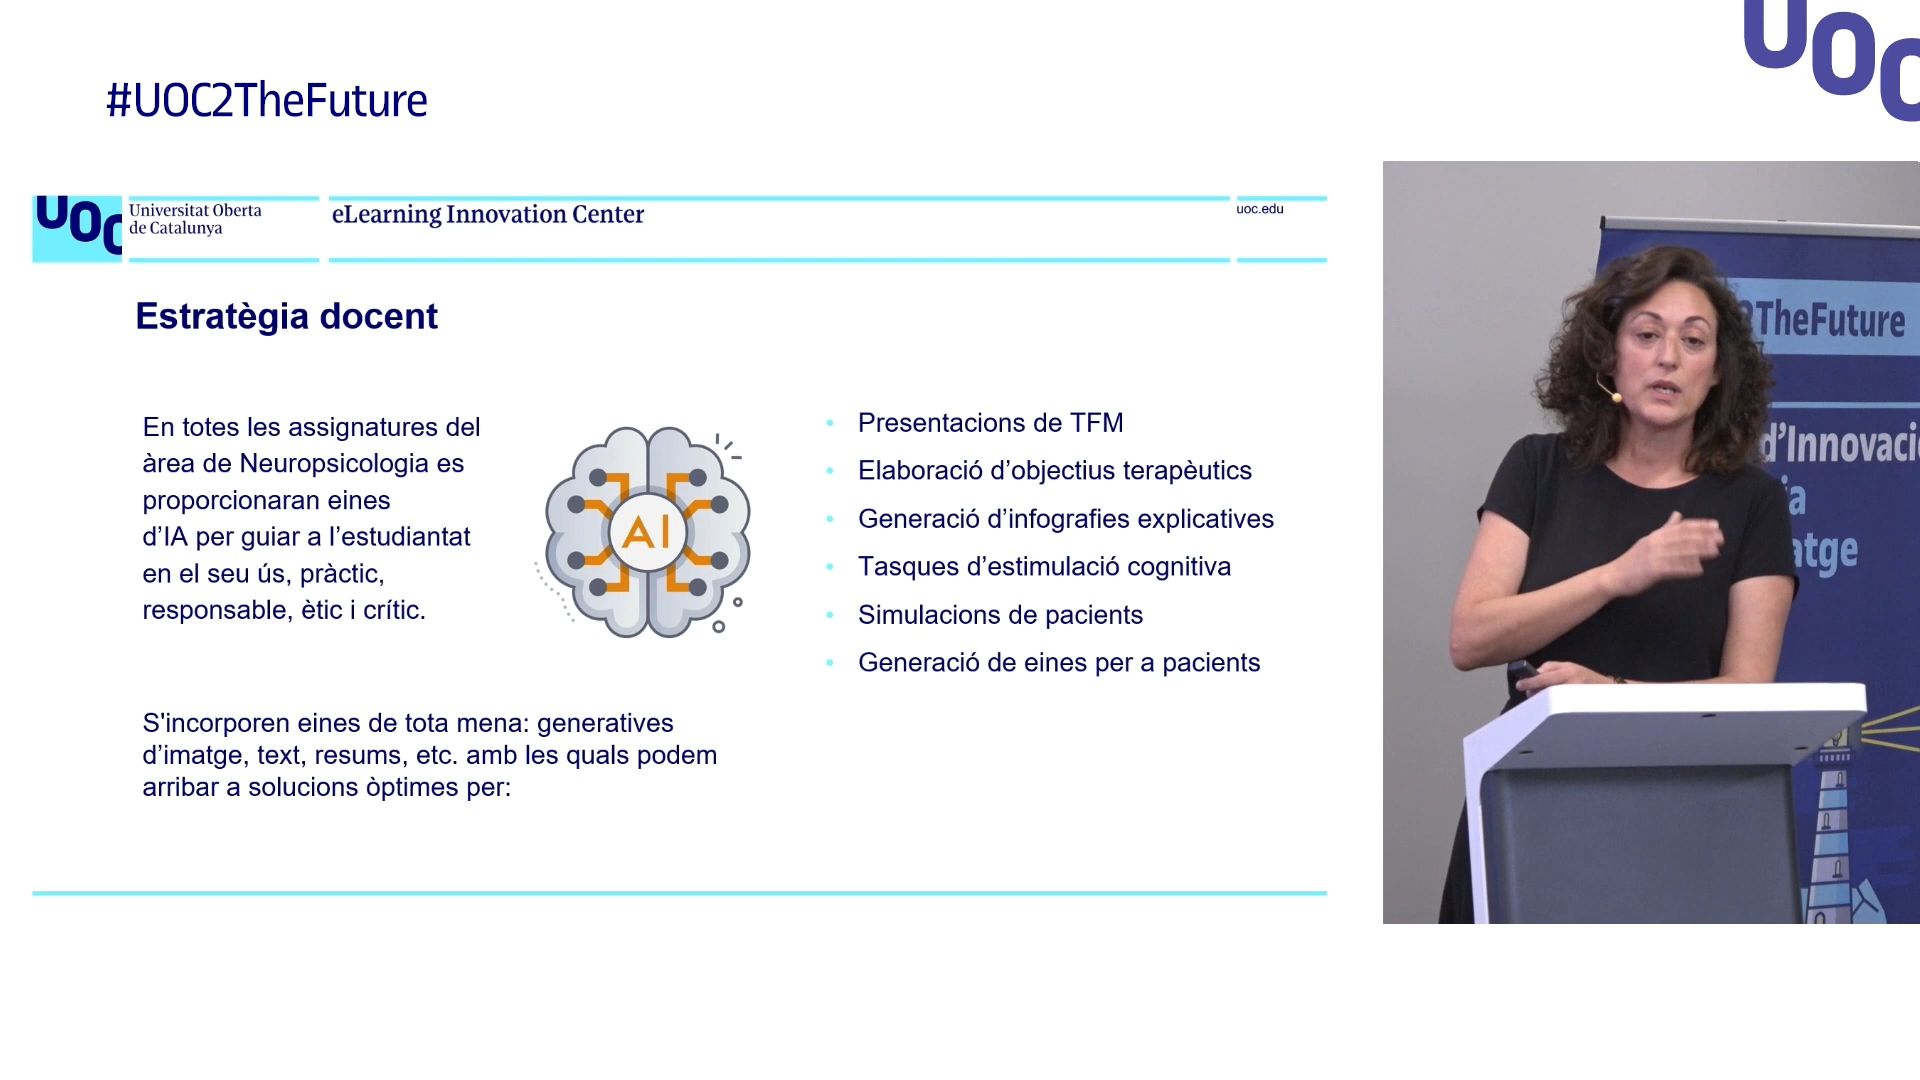 #UOC2TheFuture
UOC
UOC
Universitat Oberta
de Catalunya
eLearning Innovation Center
uoc.edu
Estratègia docent
En totes les assignatures del
àrea de Neuropsicologia es
proporcionaran eines
d’IA per guiar a l’estudiantat
en el seu ús, pràctic,
responsable, ètic i crític.
AI
S'incorporen eines de tota mena: generatives
d’imatge, text, resums, etc. amb les quals podem
arribar a solucions òptimes per:
• Presentacions de TFM
• Elaboració d’objectius terapèutics
• Generació d’infografies explicatives
• Tasques d’estimulació cognitiva
• Simulacions de pacients
• Generació de eines per a pacients
2TheFuture
d’Innovaci